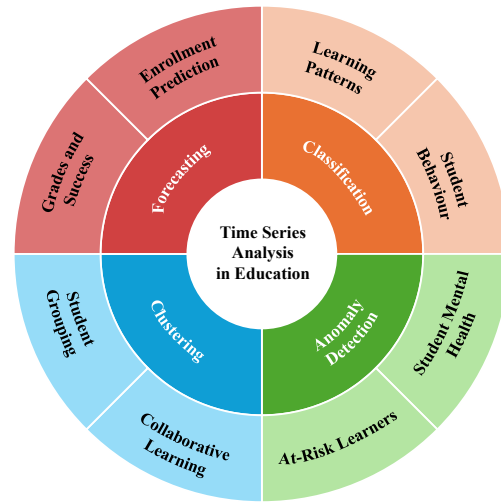 Time Series
Analysis
in Education
Forecasting
Enrollment
Prediction
Grades and
Success
Classification
Learning
Patterns
Student
Behaviour
Anomaly
Detection
Student Mental
Health
At-Risk Learners
Clustering
Collaborative
Learning
Student
Grouping